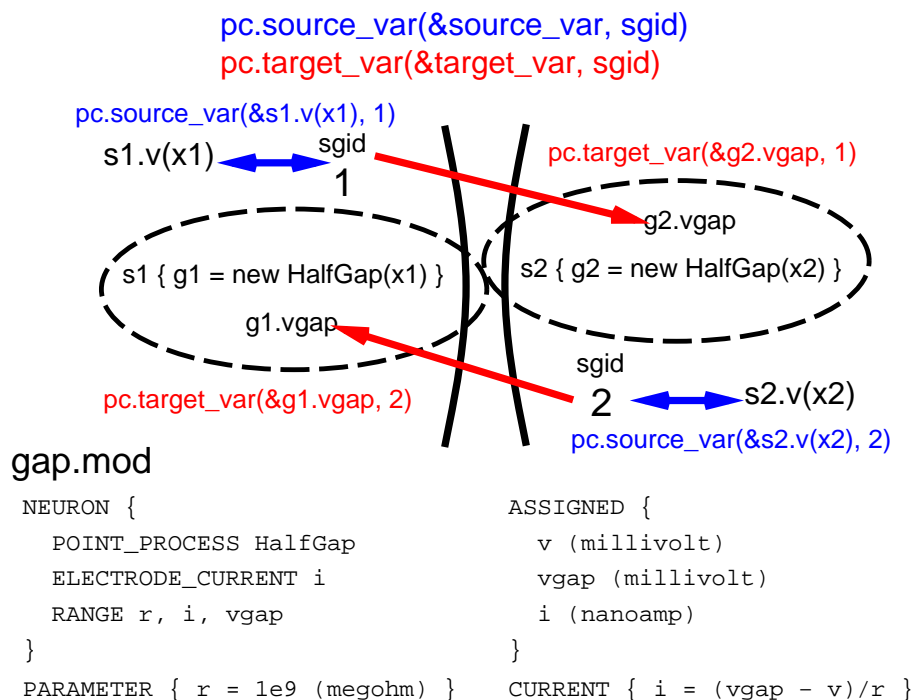 pc.source_var(&source_var, sgid)
pc.target_var(&target_var, sgid)
pc.source_var(&s1.v(x1), 1)
s1.v(x1)
sgid
1
pc.target_var(&g2.vgap, 1)
g2.vgap
s1 { g1 = new HalfGap(x1) }
s2 { g2 = new HalfGap(x2) }
g1.vgap
sgid
2
s2.v(x2)
pc.target_var(&g1.vgap, 2)
pc.source_var(&s2.v(x2), 2)
gap.mod
NEURON {
POINT_PROCESS HalfGap
ELECTRODE_CURRENT i
RANGE r, i, vgap
}
PARAMETER { r = 1e9 (megohm) }
ASSIGNED {
v (millivolt)
vgap (millivolt)
i (nanoamp)
}
CURRENT { i = (vgap - v)/r }